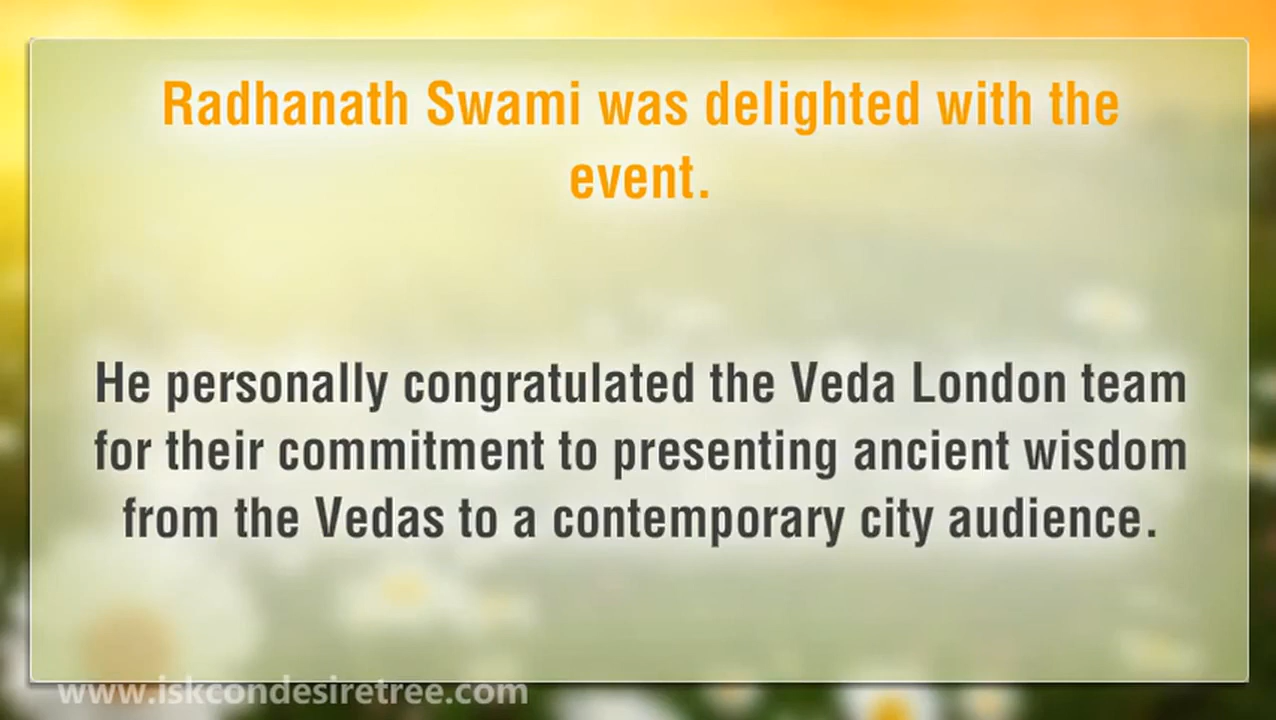 Radhanath Swami was delighted with the
event.
He personally congratulated the Veda London team
for their commitment to presenting ancient wisdom
from the Vedas to a contemporary city audience.
www.iskcondesiretree.com